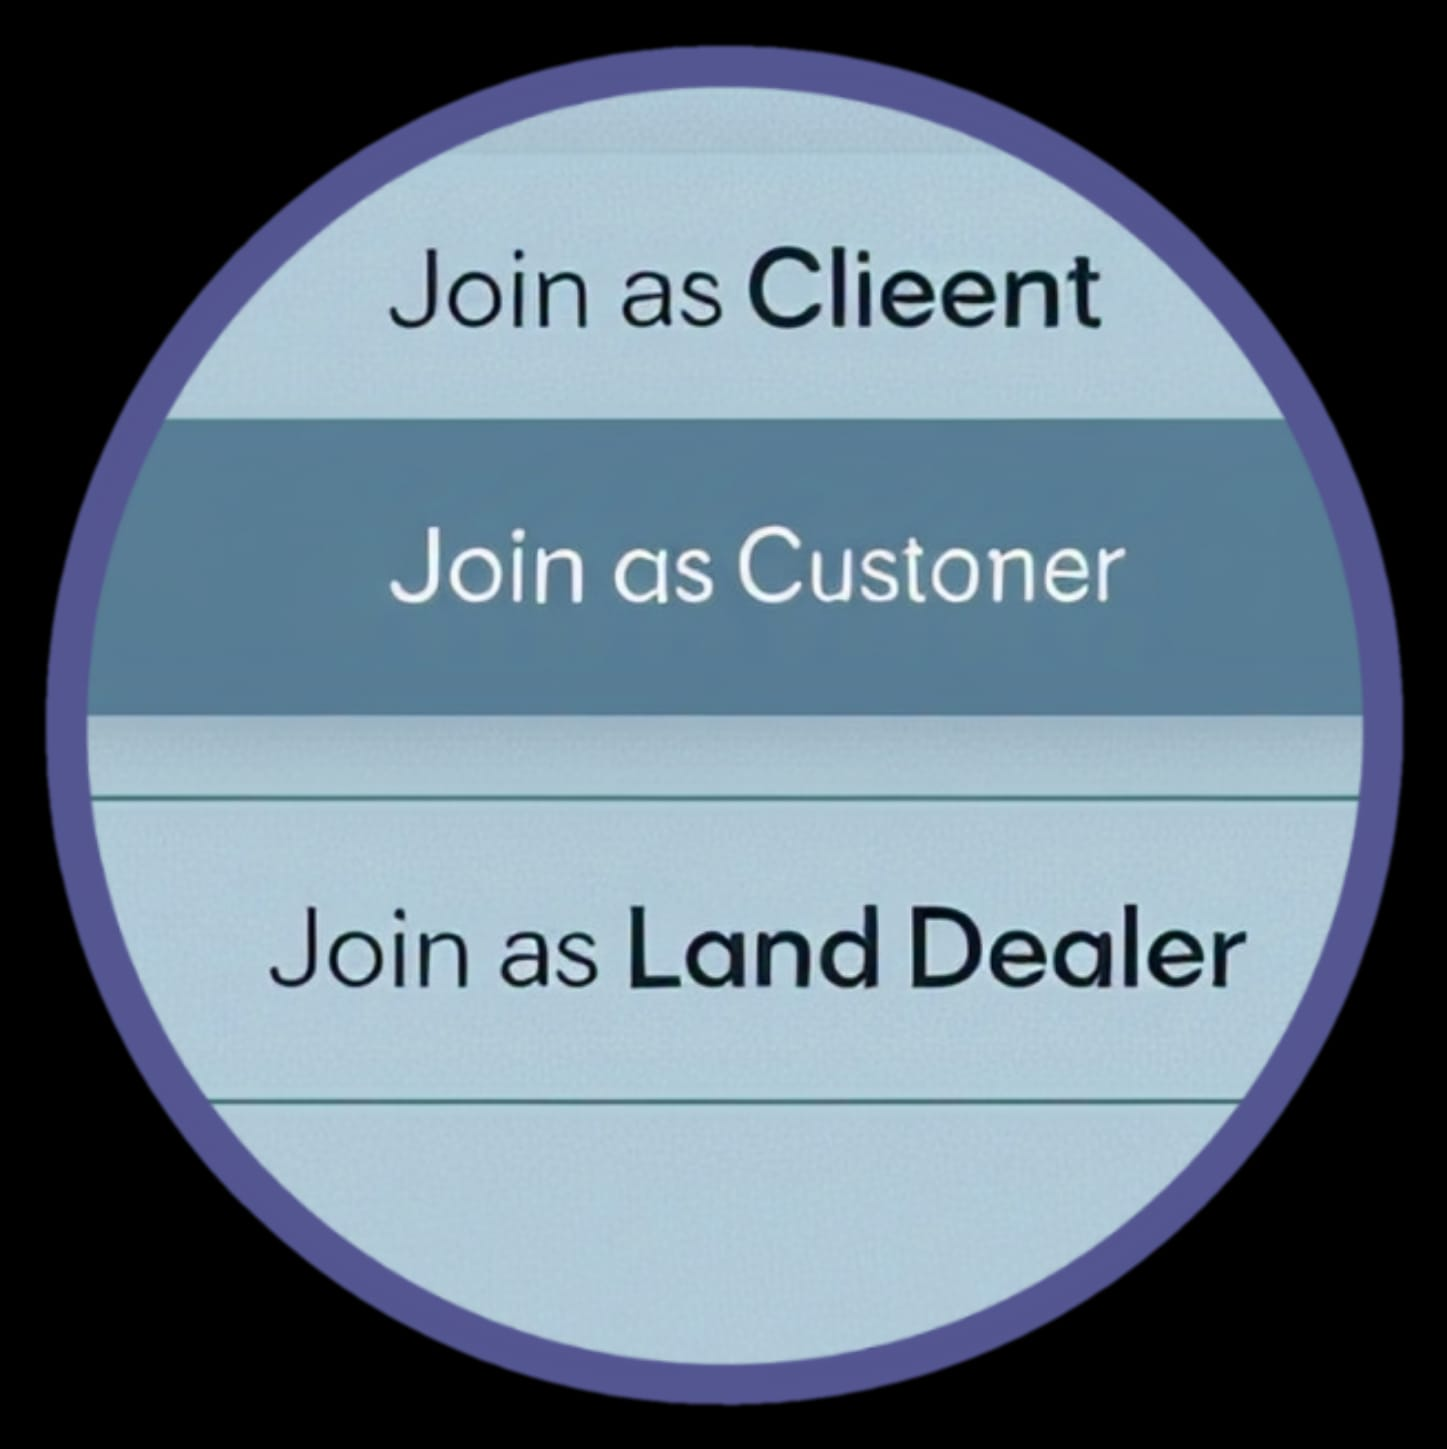 Join as Clieent
Join as Custoner
Join as Land Dealer